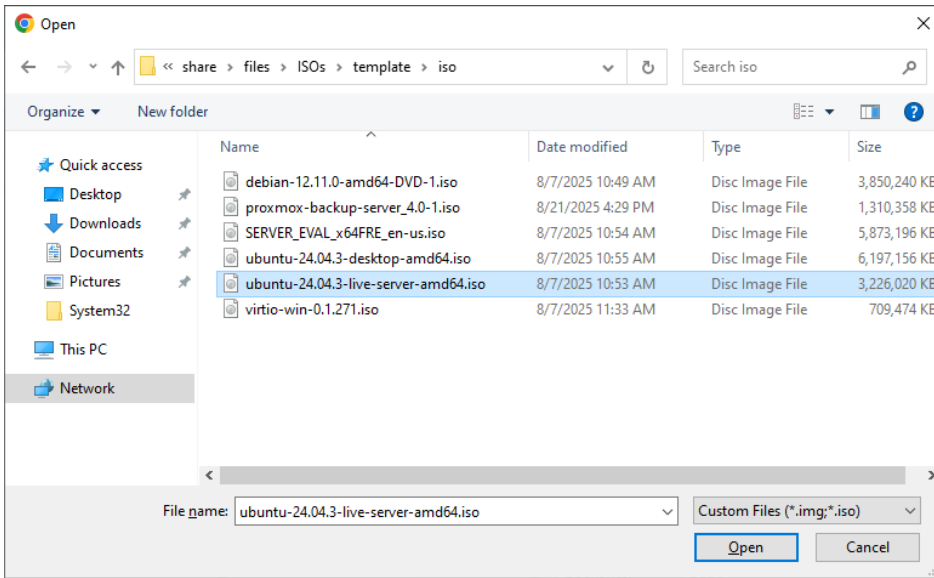 Open
« share > files > ISOs > template > iso
Search iso
Organize
New folder
Name Date modified Type Size
Quick access
Desktop
Downloads
Documents
Pictures
System32
This PC
Network
debian-12.11.0-amd64-DVD-1.iso 8/7/2025 10:49 AM Disc Image File 3,850,240 KB
proxmox-backup-server_4.0-1.iso 8/21/2025 4:29 PM Disc Image File 1,310,358 KB
SERVER_EVAL_x64FRE_en-us.iso 8/7/2025 10:54 AM Disc Image File 5,873,196 KB
ubuntu-24.04.3-desktop-amd64.iso 8/7/2025 10:55 AM Disc Image File 6,197,156 KB
ubuntu-24.04.3-live-server-amd64.iso 8/7/2025 10:53 AM Disc Image File 3,226,020 KB
virtio-win-0.1.271.iso 8/7/2025 11:33 AM Disc Image File 709,474 KB
File name: ubuntu-24.04.3-live-server-amd64.iso
Custom Files (*.img;*.iso)
Open
Cancel